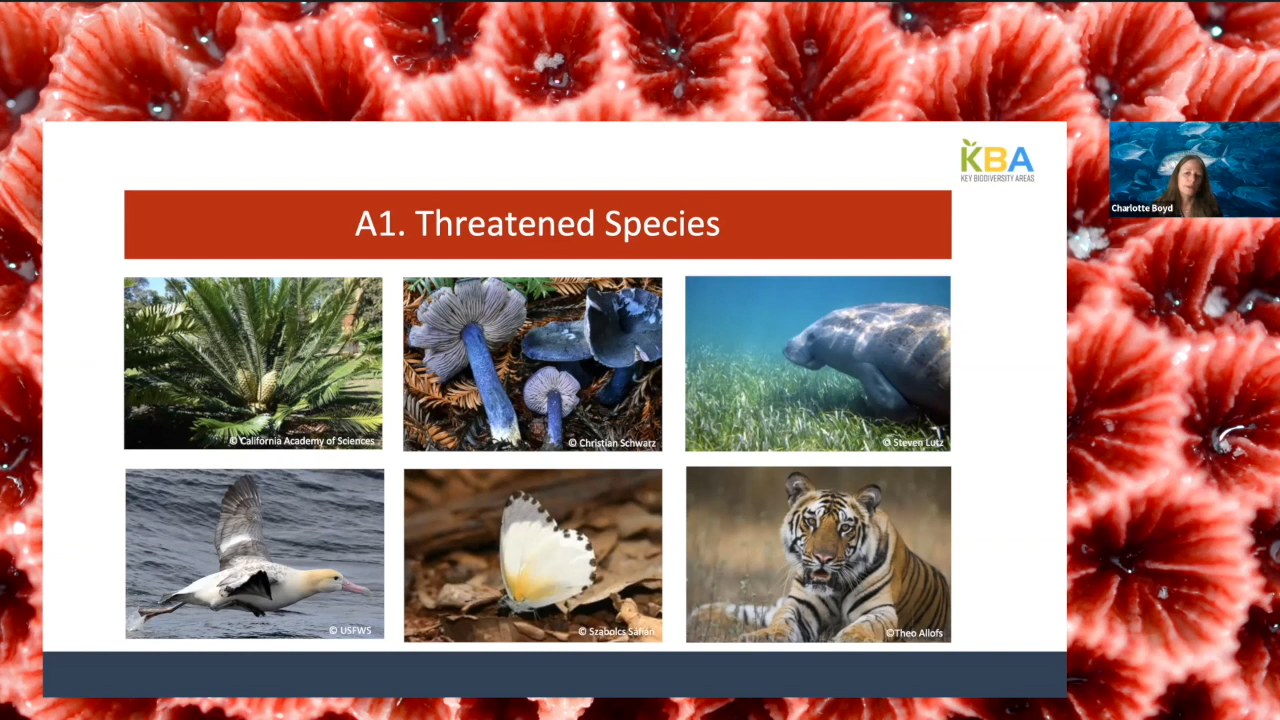 KBA
KEY BIODIVERSITY AREAS
Charlotte Boyd
A1. Threatened Species
© California Academy of Sciences
© Christian Schwarz
© Steven Lutz
© USFWS
© Szabolcs Sáfián
©Theo Allofs